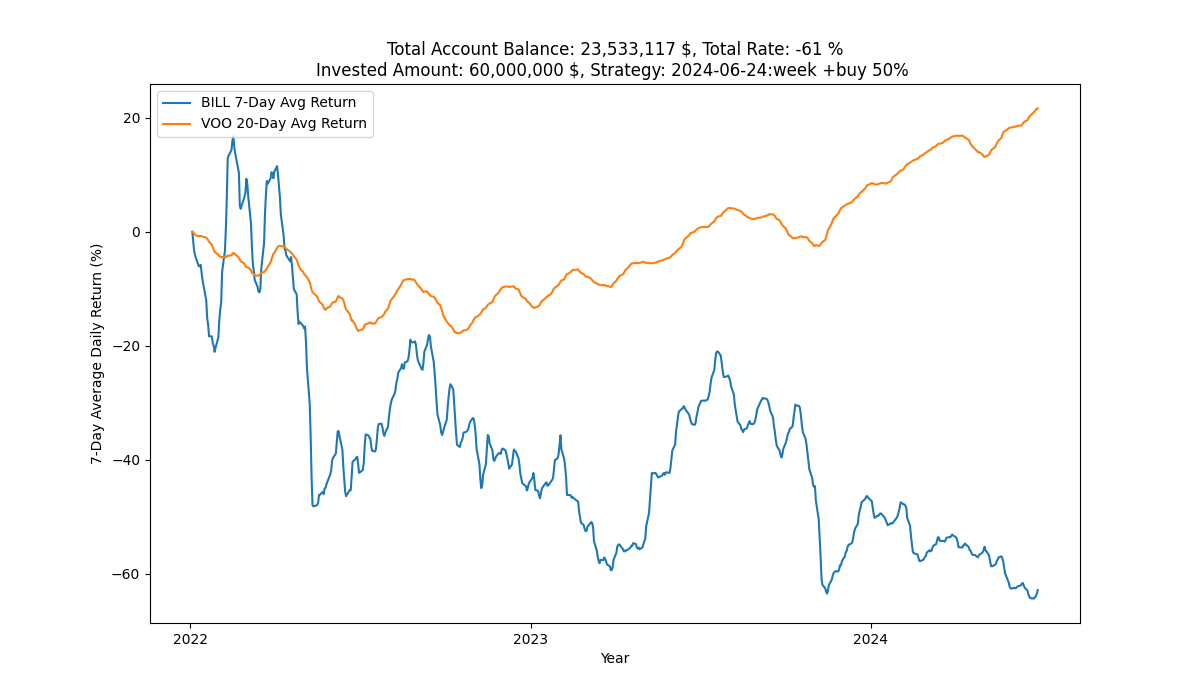 Total Account Balance: 23,533,117 $, Total Rate: -61 %
Invested Amount: 60,000,000 $, Strategy: 2024-06-24:week +buy 50%
BILL 7-Day Avg Return
VOO 20-Day Avg Return
7-Day Average Daily Return (%)
20
0
−20
−40
−60
2022
2023
2024
Year